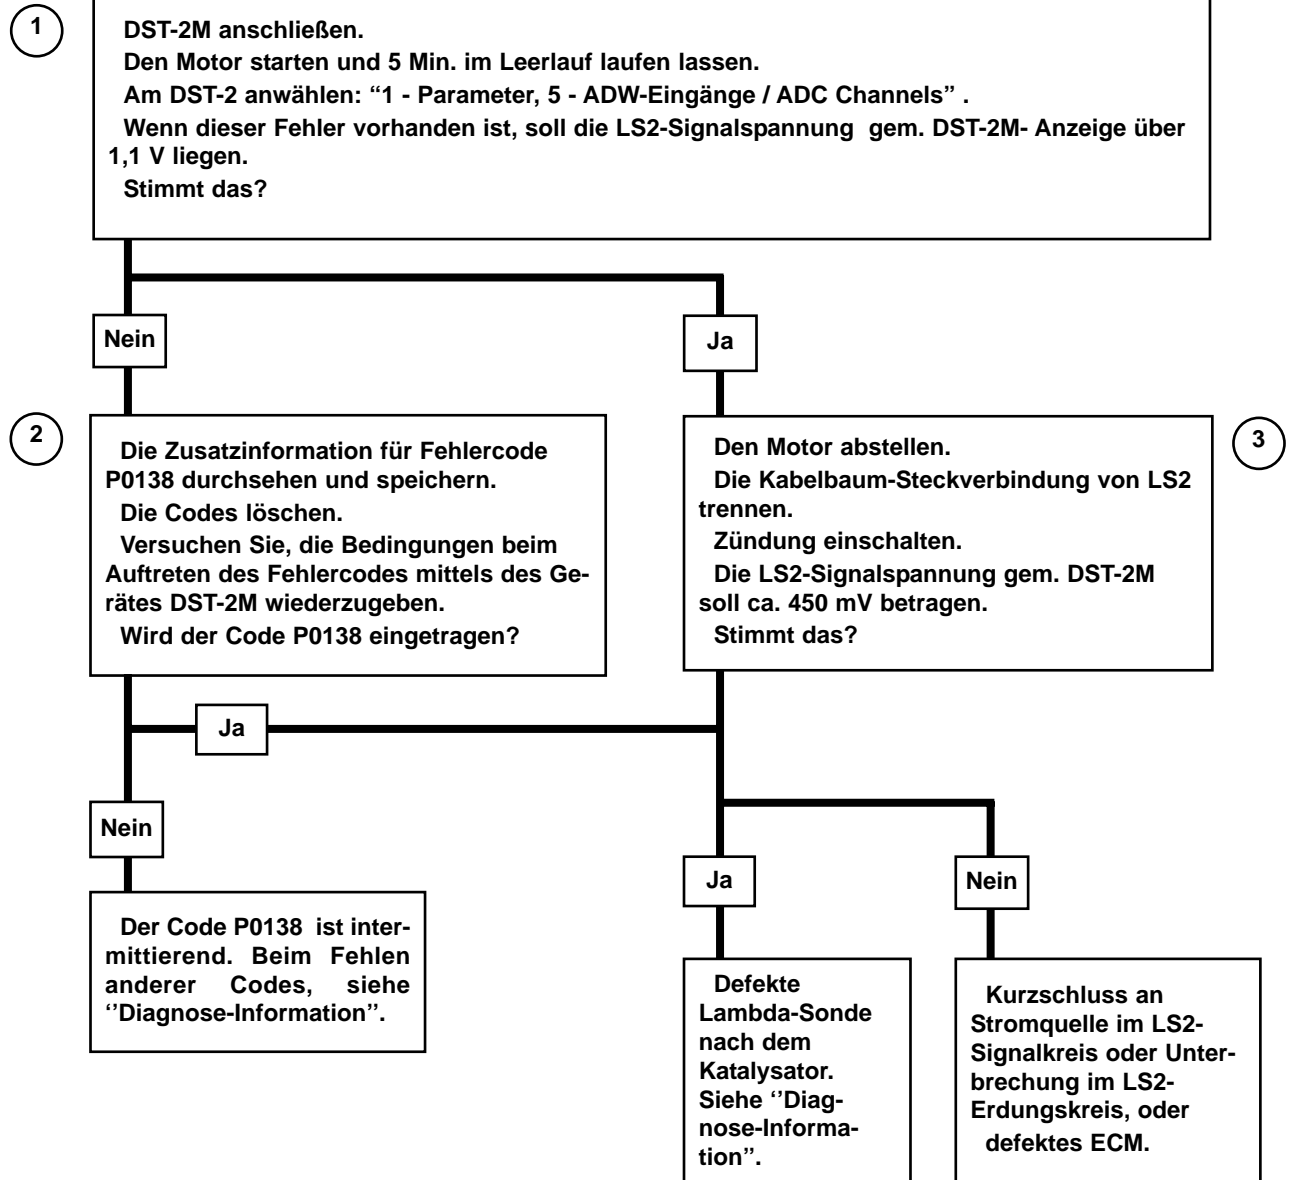 1
DST-2M anschließen.
Den Motor starten und 5 Min. im Leerlauf laufen lassen.
Am DST-2 anwählen: “1 - Parameter, 5 - ADW-Eingänge / ADC Channels” .
Wenn dieser Fehler vorhanden ist, soll die LS2-Signalspannung gem. DST-2M- Anzeige über
1,1 V liegen.
Stimmt das?
Nein
Ja
2
Die Zusatzinformation für Fehlercode
P0138 durchsehen und speichern.
Die Codes löschen.
Versuchen Sie, die Bedingungen beim
Auftreten des Fehlercodes mittels des Ge-
rätes DST-2M wiederzugeben.
Wird der Code P0138 eingetragen?
3
Den Motor abstellen.
Die Kabelbaum-Steckverbindung von LS2
trennen.
Zündung einschalten.
Die LS2-Signalspannung gem. DST-2M
soll ca. 450 mV betragen.
Stimmt das?
Ja
Nein
Ja
Nein
Der Code P0138 ist inter-
mittierend. Beim Fehlen
anderer Codes, siehe
‘’Diagnose-Information’’.
Defekte
Lambda-Sonde
nach dem
Katalysator.
Siehe ‘’Diag-
nose-Informa-
tion’’.
Kurzschluss an
Stromquelle im LS2-
Signalkreis oder Unter-
brechung im LS2-
Erdungskreis, oder
defektes ECM.